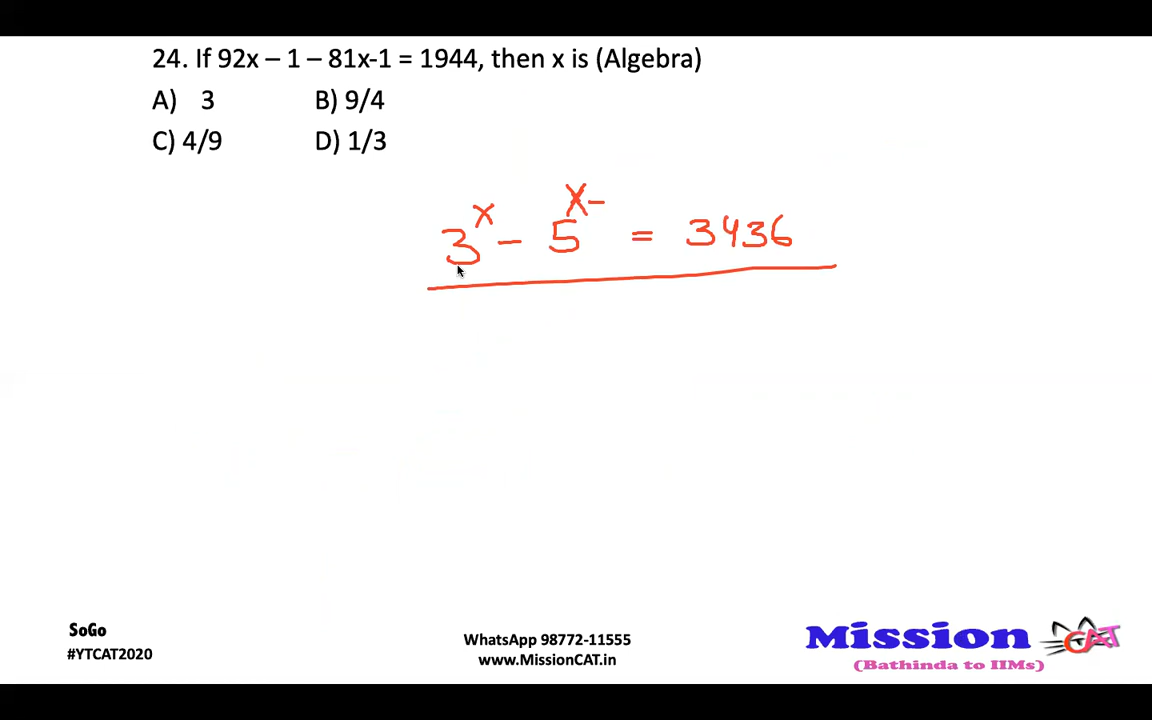 24. If 92x – 1 – 81x-1 = 1944, then x is (Algebra)
A) 3 B) 9/4
C) 4/9 D) 1/3
3^x – 5^x– = 3436
SoGo
#YTCAT2020
WhatsApp 98772-11555
www.MissionCAT.in
Mission CAT
(Bathinda to IIMs)